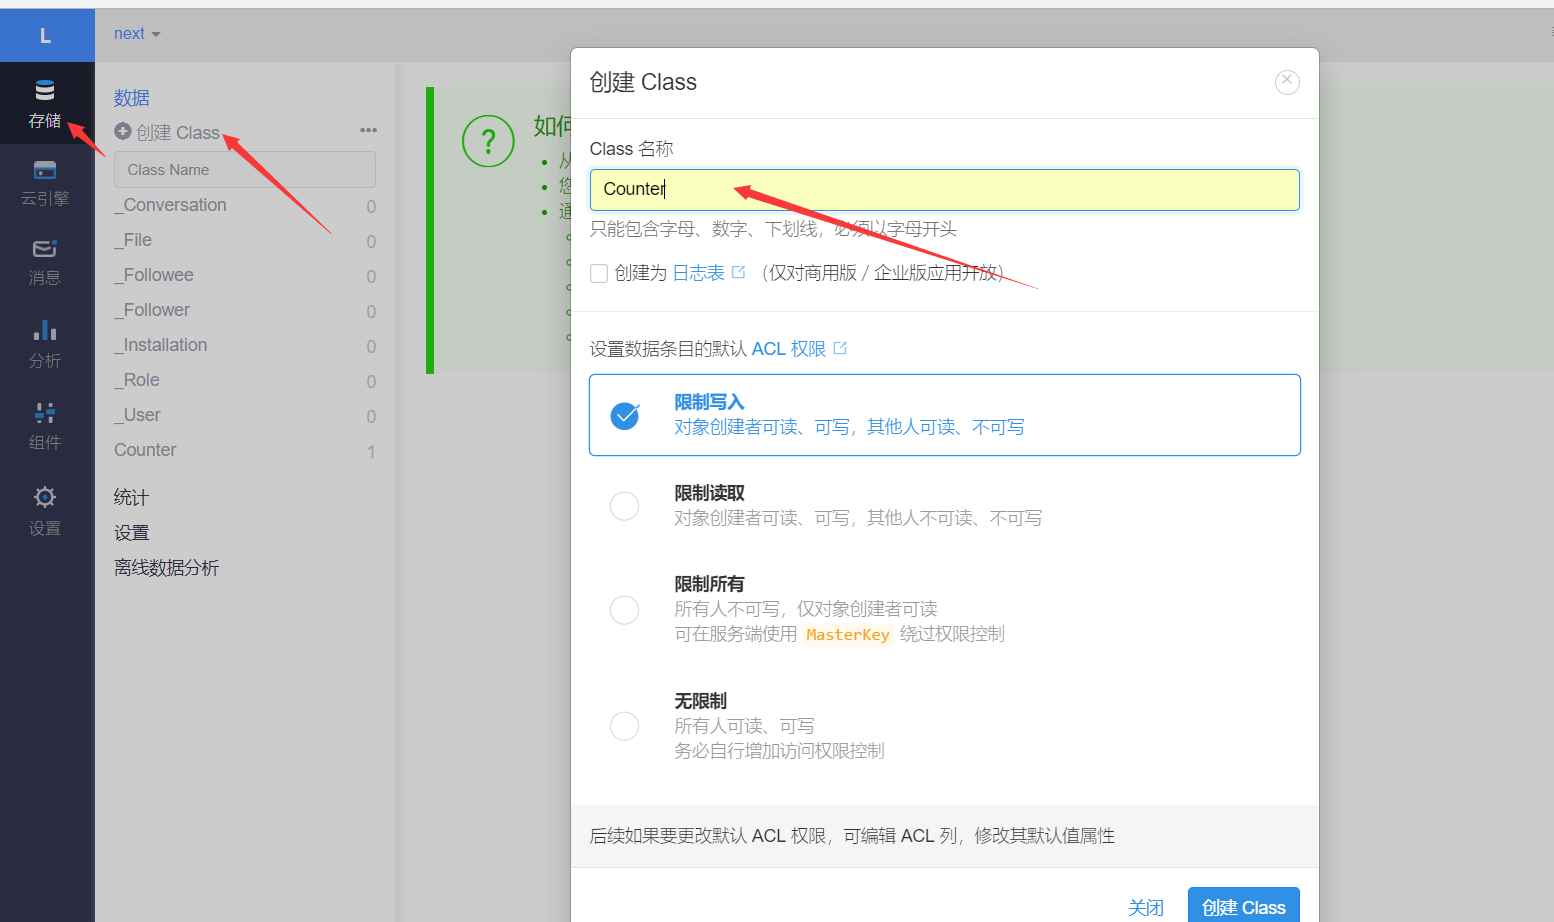 L
next
存储
云引擎
消息
分析
组件
设置
数据
创建 Class
Class Name
_Conversation 0
_File 0
_Followee 0
_Follower 0
_Installation 0
_Role 0
_User 0
Counter 1
统计
设置
离线数据分析
?
如何
从
您
通
创建 Class
Class 名称
Counter
只能包含字母、数字、下划线，必须以字母开头
创建为 日志表 （仅对商用版 / 企业版应用开放）
设置数据条目的默认 ACL 权限
限制写入
对象创建者可读、可写，其他人可读、不可写
限制读取
对象创建者可读、可写，其他人不可读、不可写
限制所有
所有人不可写，仅对象创建者可读
可在服务端使用 MasterKey 绕过权限控制
无限制
所有人可读、可写
务必自行增加访问权限控制
后续如果要更改默认 ACL 权限，可编辑 ACL 列，修改其默认值属性
关闭 创建 Class